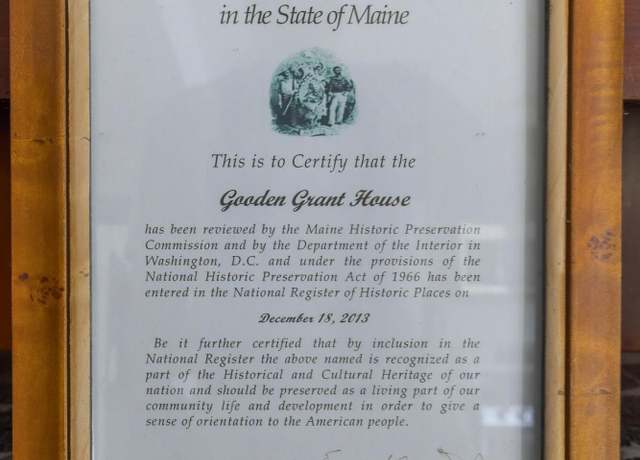 in the State of Maine
This is to Certify that the
Gooden Grant House
has been reviewed by the Maine Historic Preservation
Commission and by the Department of the Interior in
Washington, D.C. and under the provisions of the
National Historic Preservation Act of 1966 has been
entered in the National Register of Historic Places on
December 18, 2013
Be it further certified that by inclusion in the
National Register the above named is recognized as a
part of the Historical and Cultural Heritage of our
nation and should be preserved as a living part of our
community life and development in order to give a
sense of orientation to the American people.